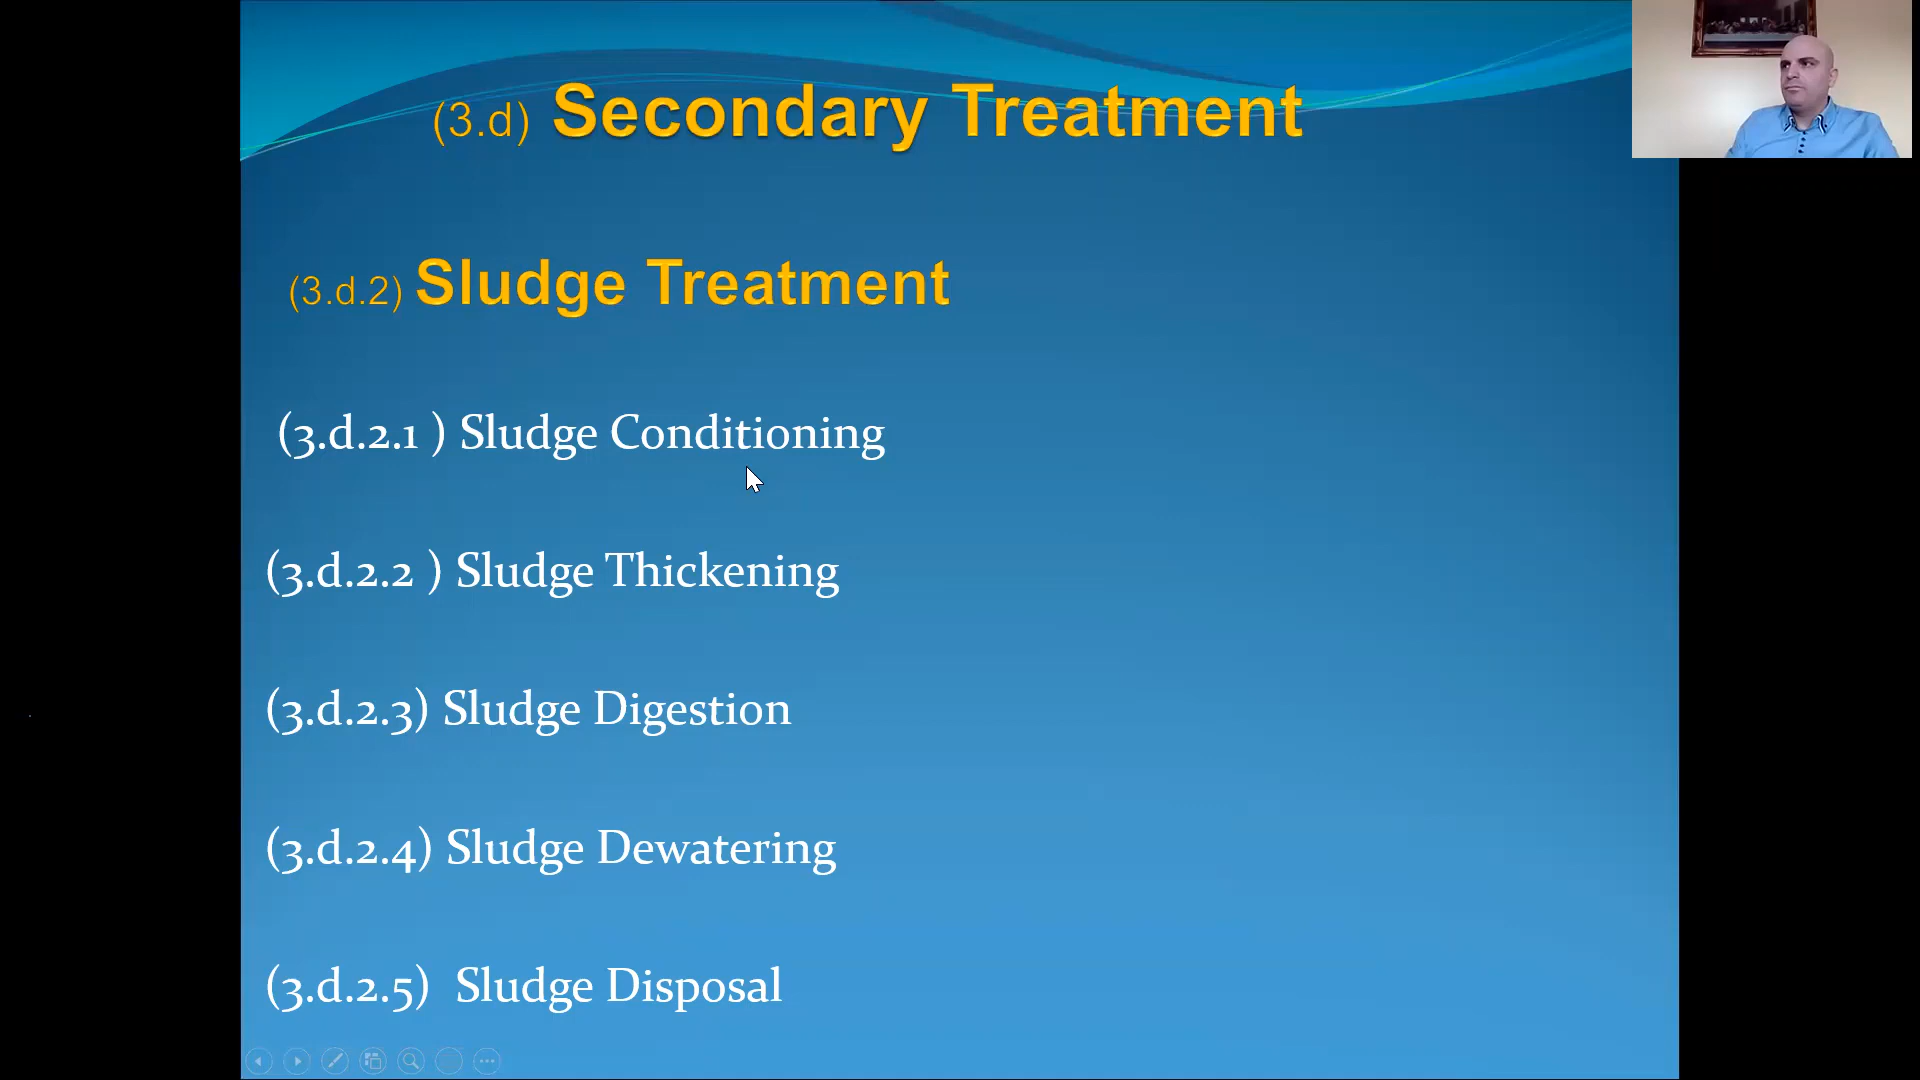 (3.d) Secondary Treatment
(3.d.2) Sludge Treatment
(3.d.2.1 ) Sludge Conditioning
(3.d.2.2 ) Sludge Thickening
(3.d.2.3) Sludge Digestion
(3.d.2.4) Sludge Dewatering
(3.d.2.5) Sludge Disposal